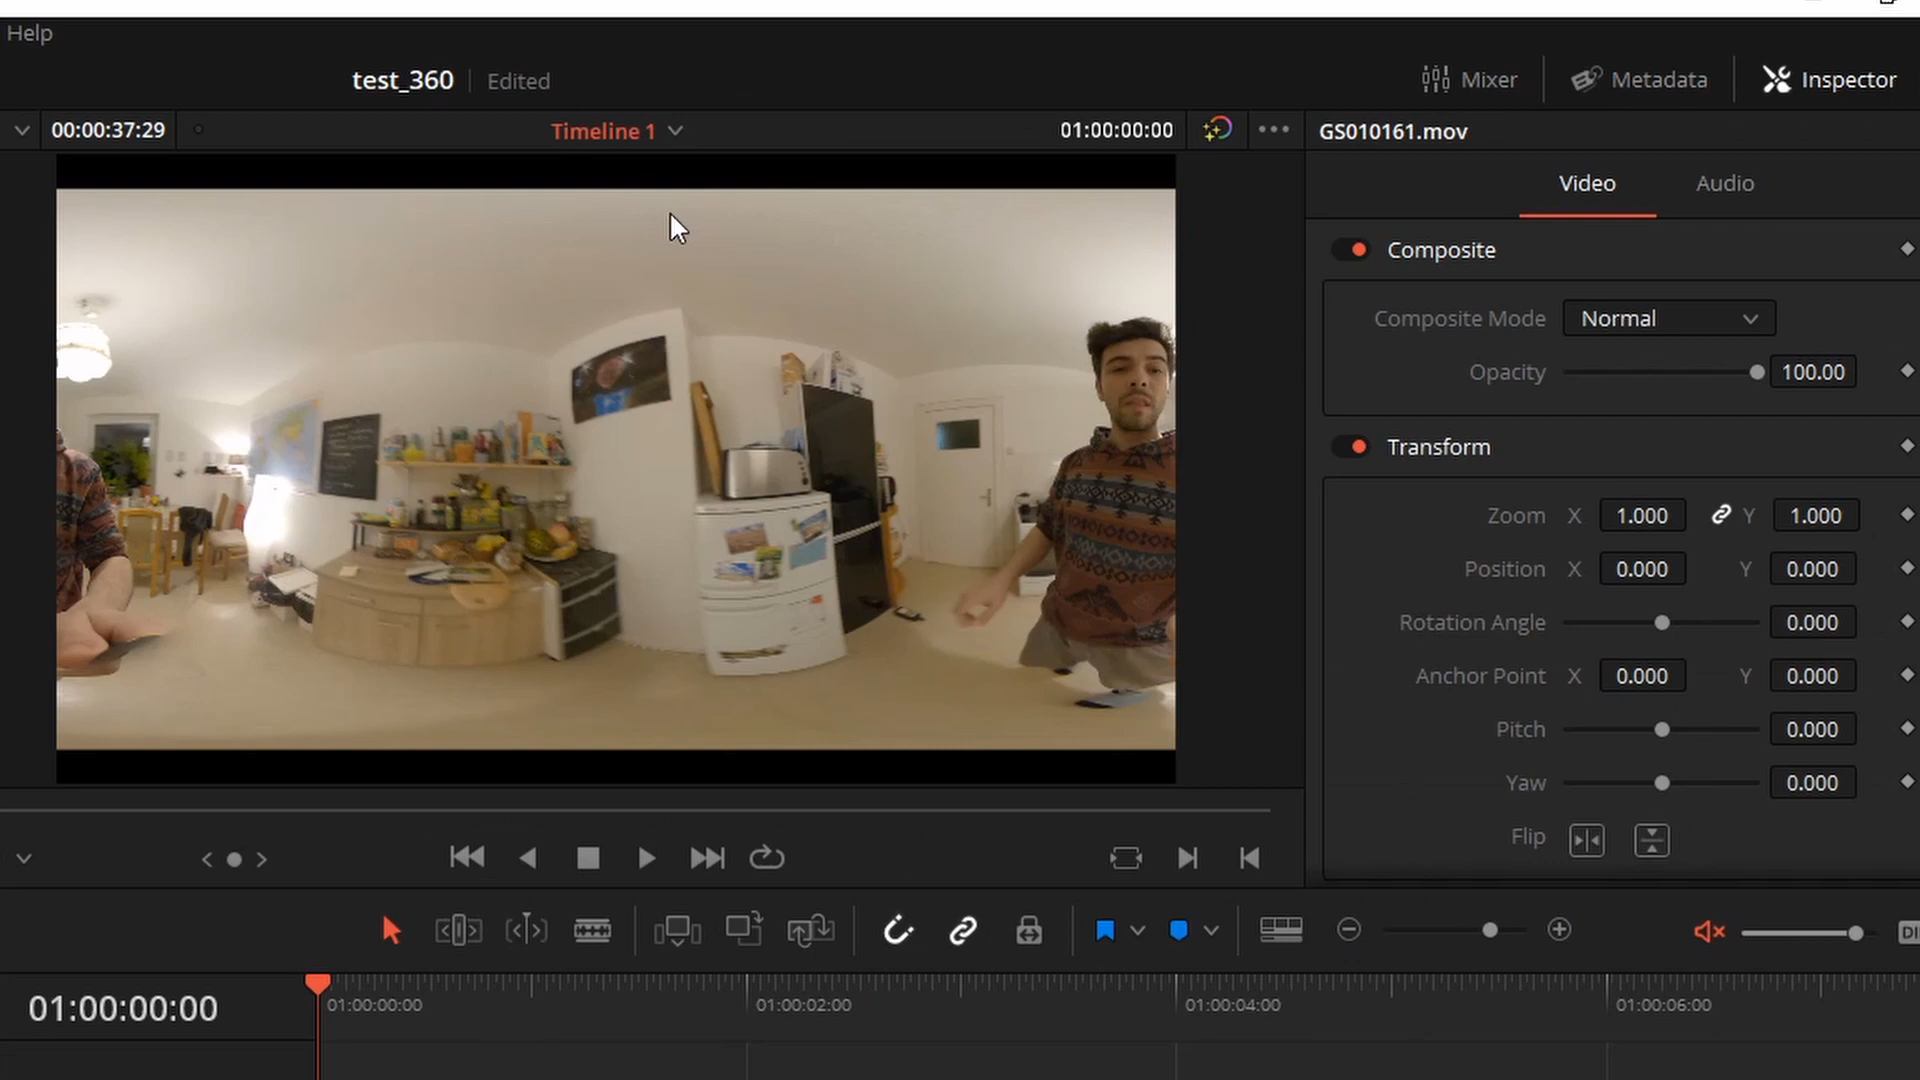 Help
test_360 Edited
Mixer
Metadata
Inspector
00:00:37:29
Timeline 1
01:00:00:00
GS010161.mov
Video
Audio
Composite
Composite Mode Normal
Opacity 100.00
Transform
Zoom X 1.000 Y 1.000
Position X 0.000 Y 0.000
Rotation Angle 0.000
Anchor Point X 0.000 Y 0.000
Pitch 0.000
Yaw 0.000
Flip
01:00:00:00
01:00:00:00
01:00:02:00
01:00:04:00
01:00:06:00